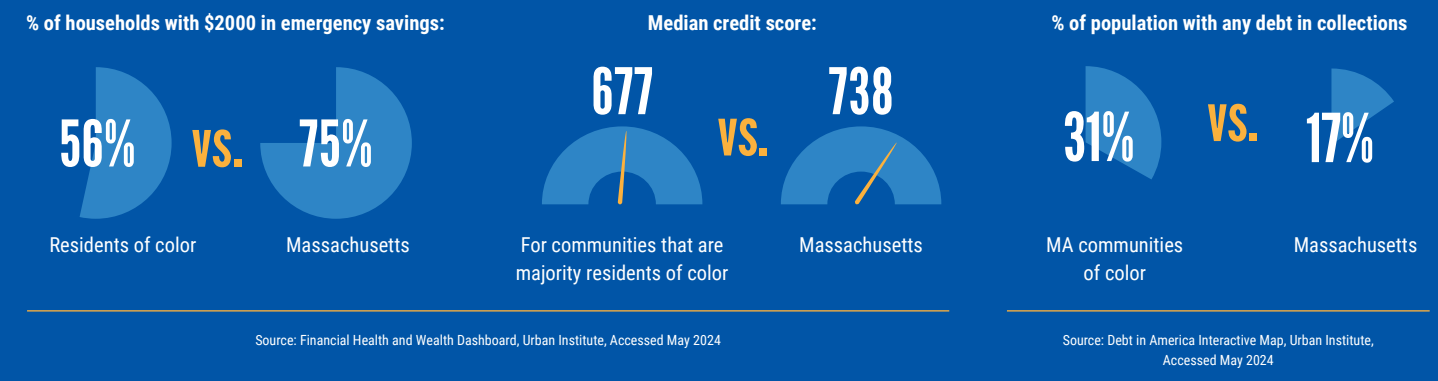 % of households with $2000 in emergency savings:
56%
VS.
75%
Residents of color
Massachusetts
Median credit score:
677
VS.
738
For communities that are
majority residents of color
Massachusetts
Source: Financial Health and Wealth Dashboard, Urban Institute, Accessed May 2024
% of population with any debt in collections
31%
VS.
17%
MA communities
of color
Massachusetts
Source: Debt in America Interactive Map, Urban Institute,
Accessed May 2024